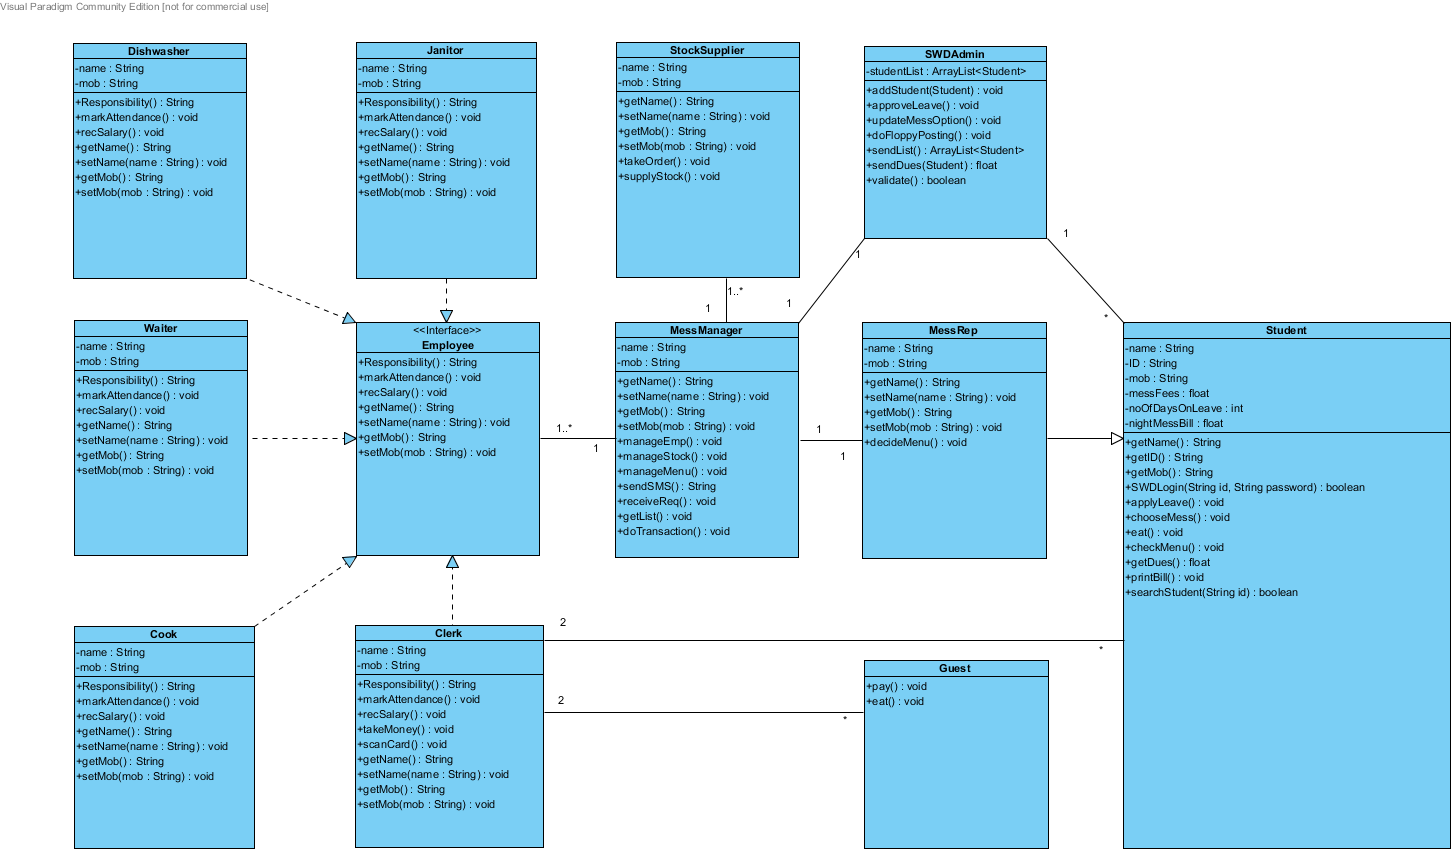 Visual Paradigm Community Edition [not for commercial use]
Dishwasher
-name : String
-mob : String
+Responsibility() : String
+markAttendance() : void
+recSalary() : void
+getName() : String
+setName(name : String) : void
+getMob() : String
+setMob(mob : String) : void
Janitor
-name : String
-mob : String
+Responsibility() : String
+markAttendance() : void
+recSalary() : void
+getName() : String
+setName(name : String) : void
+getMob() : String
+setMob(mob : String) : void
StockSupplier
-name : String
-mob : String
+getName() : String
+setName(name : String) : void
+getMob() : String
+setMob(mob : String) : void
+takeOrder() : void
+supplyStock() : void
SWDAdmin
-studentList : ArrayList<Student>
+addStudent(Student) : void
+approveLeave() : void
+updateMessOption() : void
+doFloppyPosting() : void
+sendList() : ArrayList<Student>
+sendDues(Student) : float
+validate() : boolean
1
1
1..*
1
1
*
Waiter
-name : String
-mob : String
+Responsibility() : String
+markAttendance() : void
+recSalary() : void
+getName() : String
+setName(name : String) : void
+getMob() : String
+setMob(mob : String) : void
<<Interface>>
Employee
+Responsibility() : String
+markAttendance() : void
+recSalary() : void
+getName() : String
+setName(name : String) : void
+getMob() : String
+setMob(mob : String) : void
1..*
1
MessManager
-name : String
-mob : String
+getName() : String
+setName(name : String) : void
+getMob() : String
+setMob(mob : String) : void
+manageEmp() : void
+manageStock() : void
+manageMenu() : void
+sendSMS() : String
+receiveReq() : void
+getList() : void
+doTransaction() : void
1
1
MessRep
-name : String
-mob : String
+getName() : String
+setName(name : String) : void
+getMob() : String
+setMob(mob : String) : void
+decideMenu() : void
Student
-name : String
-ID : String
-mob : String
-messFees : float
-noOfDaysOnLeave : int
-nightMessBill : float
+getName() : String
+getID() : String
+getMob() : String
+SWDLogin(String id, String password) : boolean
+applyLeave() : void
+chooseMess() : void
+eat() : void
+checkMenu() : void
+getDues() : float
+printBill() : void
+searchStudent(String id) : boolean
Cook
-name : String
-mob : String
+Responsibility() : String
+markAttendance() : void
+recSalary() : void
+getName() : String
+setName(name : String) : void
+getMob() : String
+setMob(mob : String) : void
Clerk
-name : String
-mob : String
+Responsibility() : String
+markAttendance() : void
+recSalary() : void
+takeMoney() : void
+scanCard() : void
+getName() : String
+setName(name : String) : void
+getMob() : String
+setMob(mob : String) : void
2
*
2
*
Guest
+pay() : void
+eat() : void